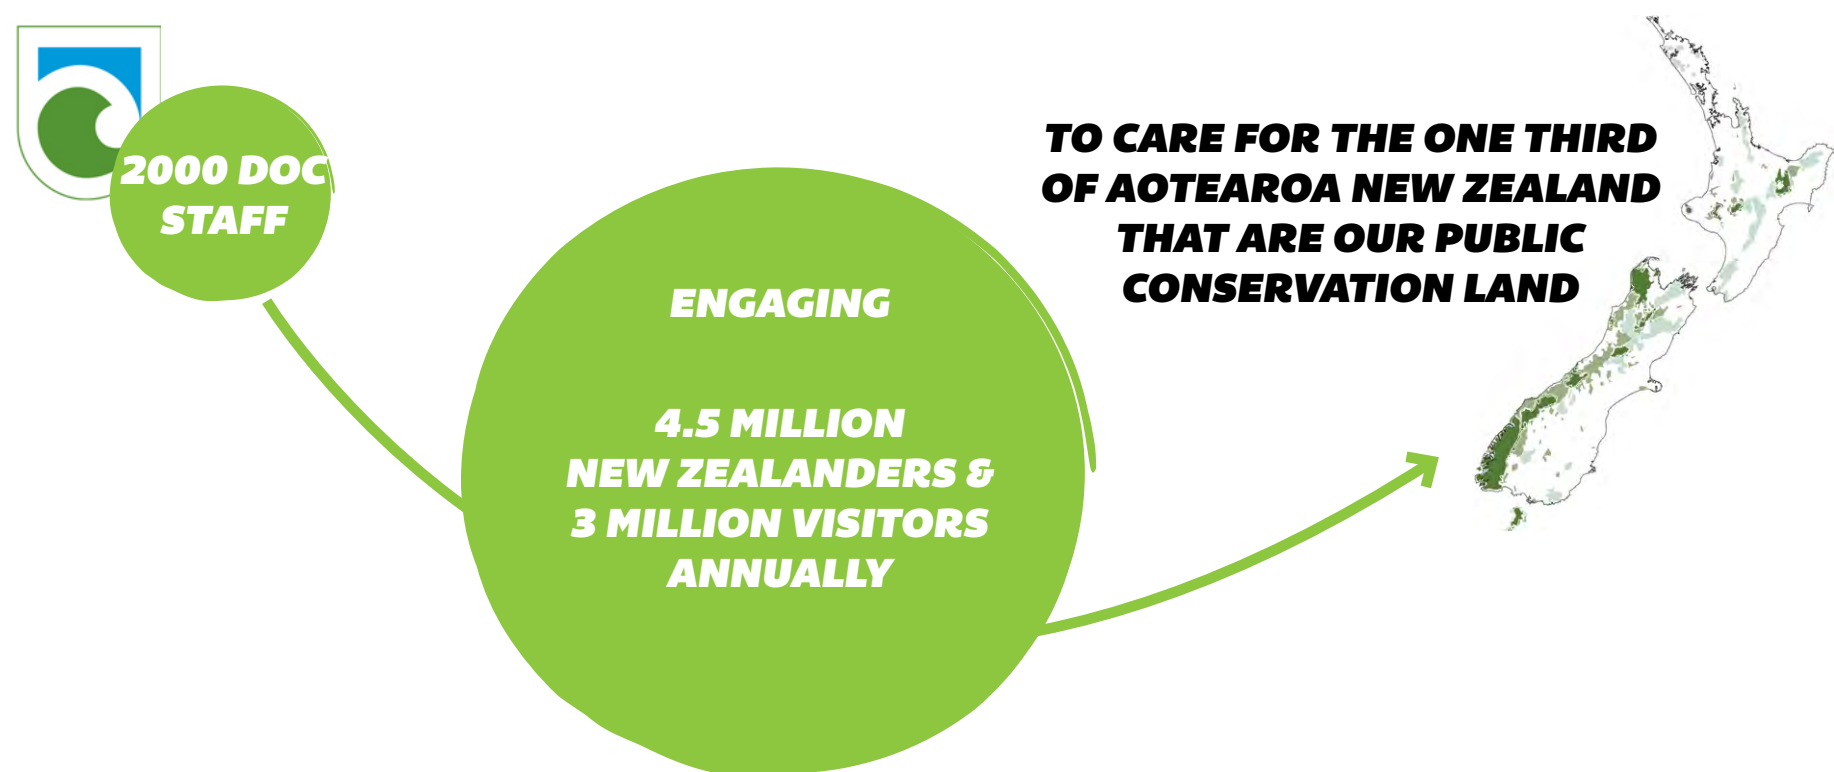 2000 DOC
STAFF
ENGAGING
4.5 MILLION
NEW ZEALANDERS &
3 MILLION VISITORS
ANNUALLY
TO CARE FOR THE ONE THIRD
OF AOTEAROA NEW ZEALAND
THAT ARE OUR PUBLIC
CONSERVATION LAND